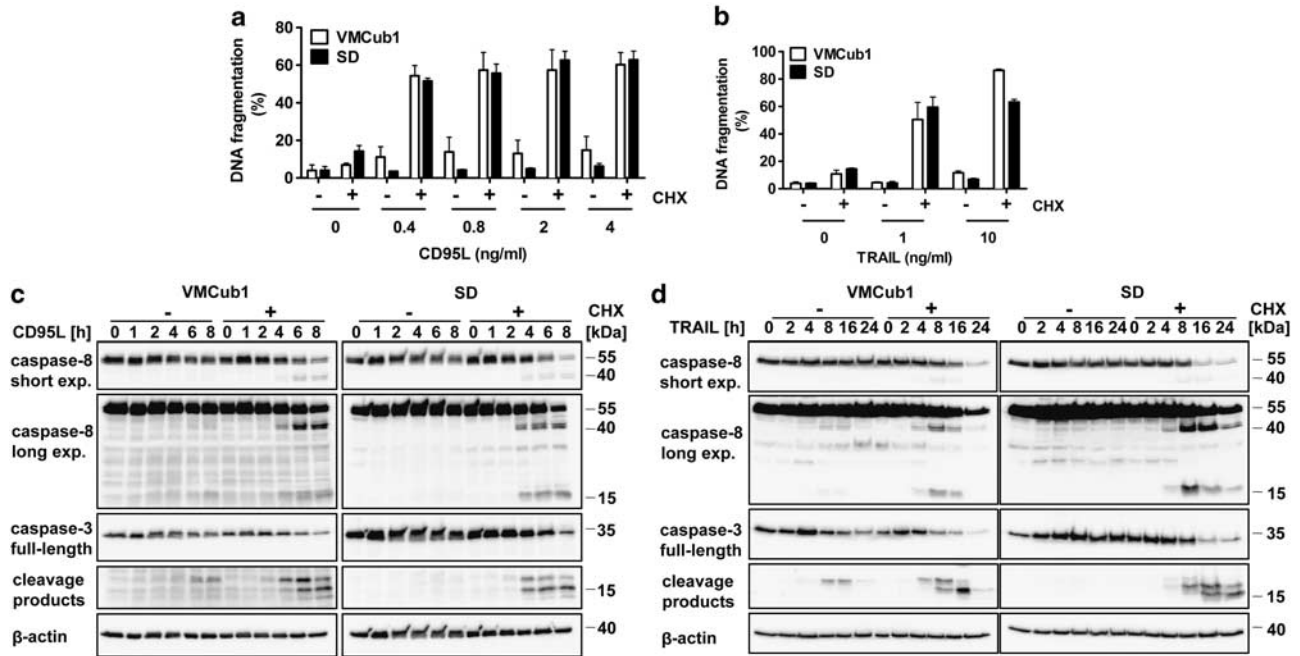 a
VMCub1
SD
DNA fragmentation
(%)
80
60
40
20
0
- + - + - + - + - + CHX
0 0.4 0.8 2 4
CD95L (ng/ml)
b
VMCub1
SD
DNA fragmentation
(%)
100
80
60
40
20
0
- + - + - + CHX
0 1 10
TRAIL (ng/ml)
c
VMCub1 SD
- + - + CHX
CD95L [h] 0 1 2 4 6 8 0 1 2 4 6 8 0 1 2 4 6 8 0 1 2 4 6 8 [kDa]
caspase-8
short exp.
55
40
caspase-8
long exp.
55
40
15
caspase-3
full-length
35
cleavage
products
15
β-actin
40
d
VMCub1 SD
- + - + CHX
TRAIL [h] 0 2 4 8 16 24 0 2 4 8 16 24 0 2 4 8 16 24 0 2 4 8 16 24 [kDa]
caspase-8
short exp.
55
40
caspase-8
long exp.
55
40
15
caspase-3
full-length
35
cleavage
products
15
β-actin
40